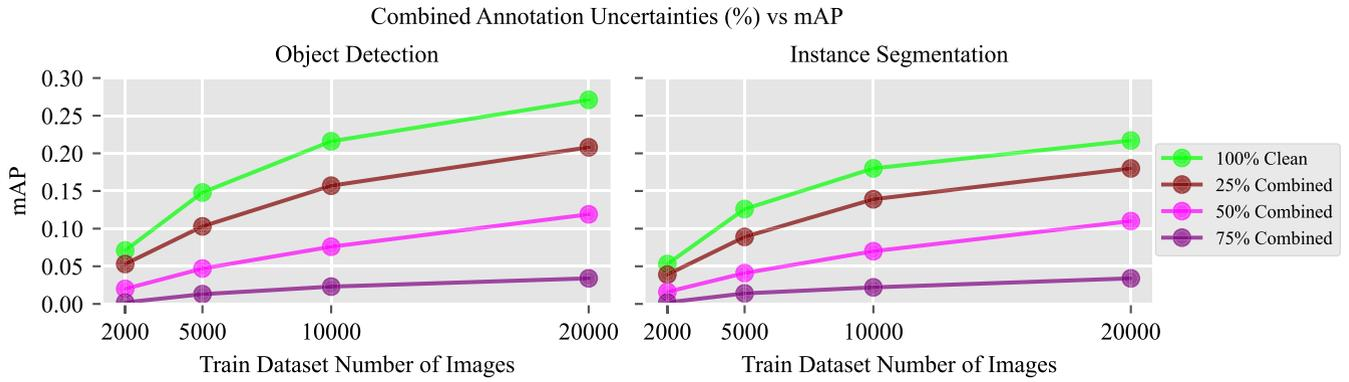 Combined Annotation Uncertainties (%) vs mAP
Object Detection
Instance Segmentation
mAP
0.30
0.25
0.20
0.15
0.10
0.05
0.00
2000 5000 10000 20000
2000 5000 10000 20000
Train Dataset Number of Images
Train Dataset Number of Images
100% Clean
25% Combined
50% Combined
75% Combined